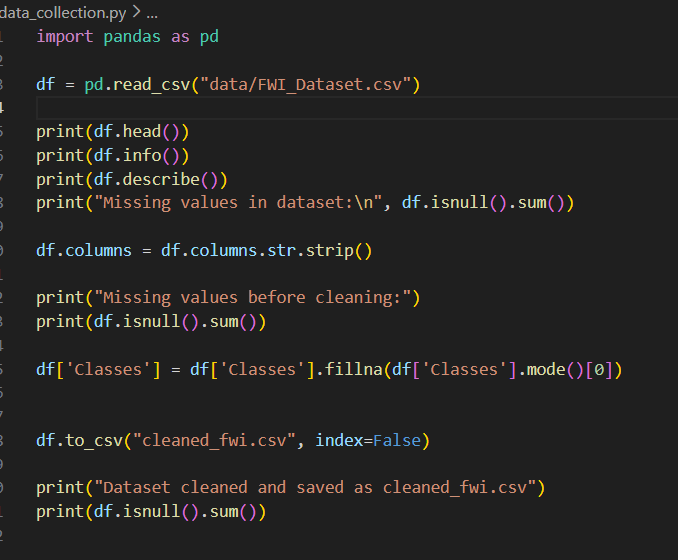 data_collection.py > ...
import pandas as pd
df = pd.read_csv("data/FWI_Dataset.csv")
print(df.head())
print(df.info())
print(df.describe())
print("Missing values in dataset:\n", df.isnull().sum())
df.columns = df.columns.str.strip()
print("Missing values before cleaning:")
print(df.isnull().sum())
df['Classes'] = df['Classes'].fillna(df['Classes'].mode()[0])
df.to_csv("cleaned_fwi.csv", index=False)
print("Dataset cleaned and saved as cleaned_fwi.csv")
print(df.isnull().sum())